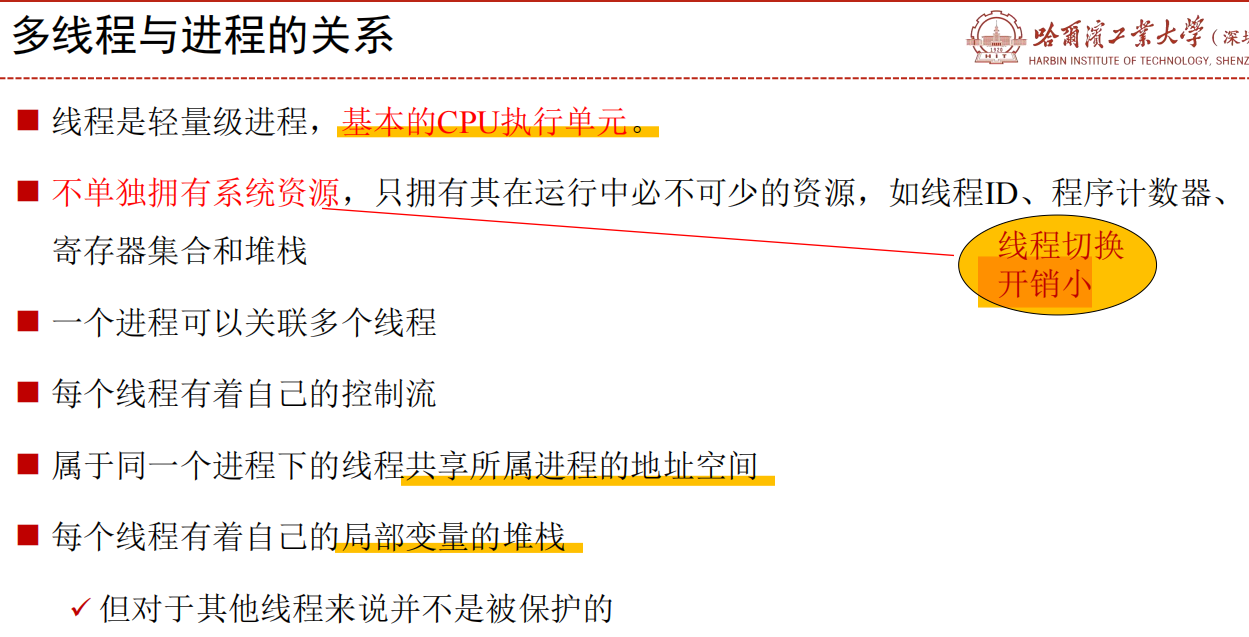 多线程与进程的关系
哈尔滨工业大学(深
HARBIN INSTITUTE OF TECHNOLOGY, SHENZ
1920
HIT
线程是轻量级进程，基本的CPU执行单元。
不单独拥有系统资源，只拥有其在运行中必不可少的资源，如线程ID、程序计数器、
寄存器集合和堆栈
线程切换
开销小
一个进程可以关联多个线程
每个线程有着自己的控制流
属于同一个进程下的线程共享所属进程的地址空间
每个线程有着自己的局部变量的堆栈
但对于其他线程来说并不是被保护的